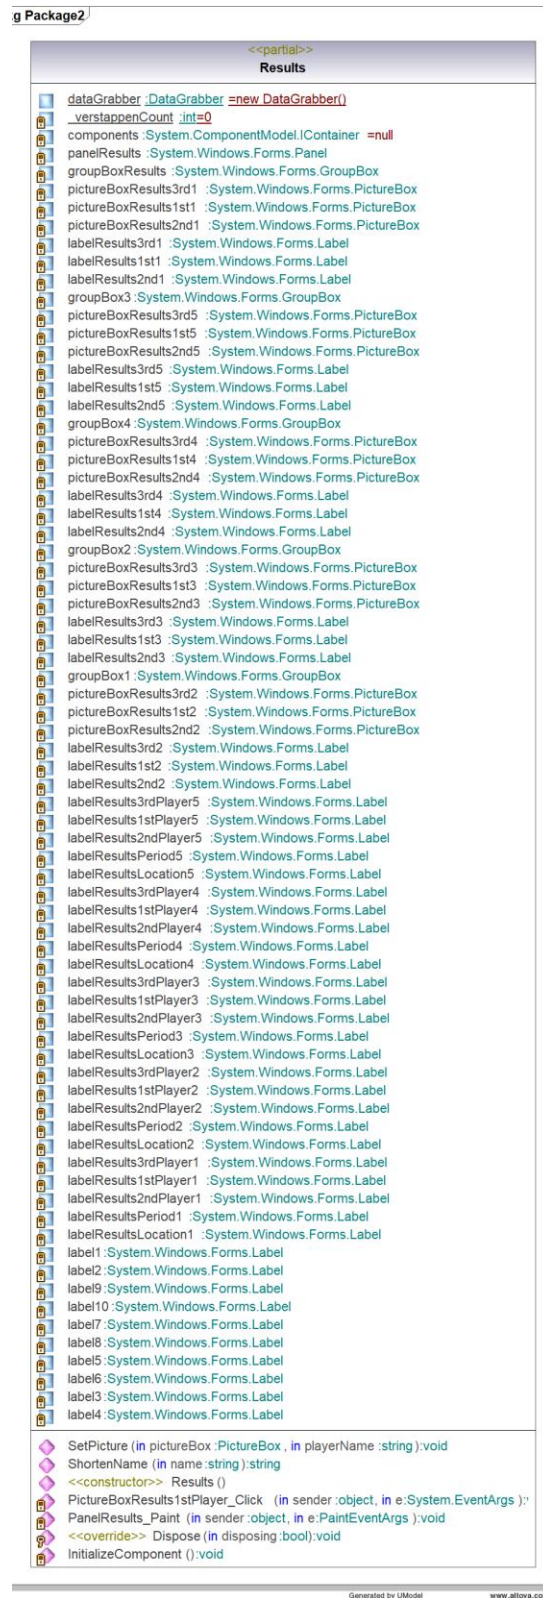 g Package2
<<partial>>
Results
dataGrabber :DataGrabber =new DataGrabber()
_verstappenCount :int=0
components :System.ComponentModel.IContainer =null
panelResults :System.Windows.Forms.Panel
groupBoxResults :System.Windows.Forms.GroupBox
pictureBoxResults3rd1 :System.Windows.Forms.PictureBox
pictureBoxResults1st1 :System.Windows.Forms.PictureBox
pictureBoxResults2nd1 :System.Windows.Forms.PictureBox
labelResults3rd1 :System.Windows.Forms.Label
labelResults1st1 :System.Windows.Forms.Label
labelResults2nd1 :System.Windows.Forms.Label
groupBox3 :System.Windows.Forms.GroupBox
pictureBoxResults3rd5 :System.Windows.Forms.PictureBox
pictureBoxResults1st5 :System.Windows.Forms.PictureBox
pictureBoxResults2nd5 :System.Windows.Forms.PictureBox
labelResults3rd5 :System.Windows.Forms.Label
labelResults1st5 :System.Windows.Forms.Label
labelResults2nd5 :System.Windows.Forms.Label
groupBox4 :System.Windows.Forms.GroupBox
pictureBoxResults3rd4 :System.Windows.Forms.PictureBox
pictureBoxResults1st4 :System.Windows.Forms.PictureBox
pictureBoxResults2nd4 :System.Windows.Forms.PictureBox
labelResults3rd4 :System.Windows.Forms.Label
labelResults1st4 :System.Windows.Forms.Label
labelResults2nd4 :System.Windows.Forms.Label
groupBox2 :System.Windows.Forms.GroupBox
pictureBoxResults3rd3 :System.Windows.Forms.PictureBox
pictureBoxResults1st3 :System.Windows.Forms.PictureBox
pictureBoxResults2nd3 :System.Windows.Forms.PictureBox
labelResults3rd3 :System.Windows.Forms.Label
labelResults1st3 :System.Windows.Forms.Label
labelResults2nd3 :System.Windows.Forms.Label
groupBox1 :System.Windows.Forms.GroupBox
pictureBoxResults3rd2 :System.Windows.Forms.PictureBox
pictureBoxResults1st2 :System.Windows.Forms.PictureBox
pictureBoxResults2nd2 :System.Windows.Forms.PictureBox
labelResults3rd2 :System.Windows.Forms.Label
labelResults1st2 :System.Windows.Forms.Label
labelResults2nd2 :System.Windows.Forms.Label
labelResults3rdPlayer5 :System.Windows.Forms.Label
labelResults1stPlayer5 :System.Windows.Forms.Label
labelResults2ndPlayer5 :System.Windows.Forms.Label
labelResultsPeriod5 :System.Windows.Forms.Label
labelResultsLocation5 :System.Windows.Forms.Label
labelResults3rdPlayer4 :System.Windows.Forms.Label
labelResults1stPlayer4 :System.Windows.Forms.Label
labelResults2ndPlayer4 :System.Windows.Forms.Label
labelResultsPeriod4 :System.Windows.Forms.Label
labelResultsLocation4 :System.Windows.Forms.Label
labelResults3rdPlayer3 :System.Windows.Forms.Label
labelResults1stPlayer3 :System.Windows.Forms.Label
labelResults2ndPlayer3 :System.Windows.Forms.Label
labelResultsPeriod3 :System.Windows.Forms.Label
labelResultsLocation3 :System.Windows.Forms.Label
labelResults3rdPlayer2 :System.Windows.Forms.Label
labelResults1stPlayer2 :System.Windows.Forms.Label
labelResults2ndPlayer2 :System.Windows.Forms.Label
labelResultsPeriod2 :System.Windows.Forms.Label
labelResultsLocation2 :System.Windows.Forms.Label
labelResults3rdPlayer1 :System.Windows.Forms.Label
labelResults1stPlayer1 :System.Windows.Forms.Label
labelResults2ndPlayer1 :System.Windows.Forms.Label
labelResultsPeriod1 :System.Windows.Forms.Label
labelResultsLocation1 :System.Windows.Forms.Label
label1 :System.Windows.Forms.Label
label2 :System.Windows.Forms.Label
label9 :System.Windows.Forms.Label
label10 :System.Windows.Forms.Label
label7 :System.Windows.Forms.Label
label8 :System.Windows.Forms.Label
label5 :System.Windows.Forms.Label
label6 :System.Windows.Forms.Label
label3 :System.Windows.Forms.Label
label4 :System.Windows.Forms.Label
SetPicture (in pictureBox :PictureBox , in playerName :string ):void
ShortenName (in name :string ):string
<<constructor>> Results ()
PictureBoxResults1stPlayer_Click (in sender :object, in e:System.EventArgs ):
PanelResults_Paint (in sender :object, in e:PaintEventArgs ):void
<<override>> Dispose (in disposing :bool):void
InitializeComponent ():void
Generated by UModel www.altova.co